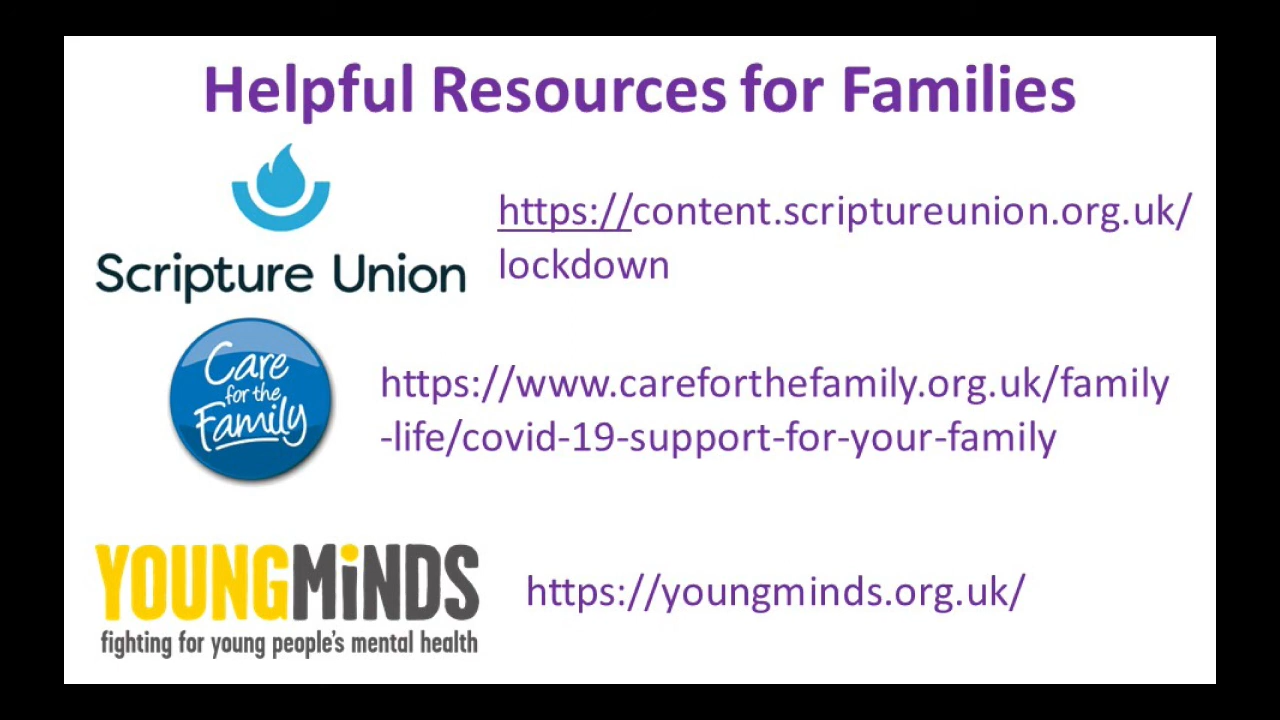 Helpful Resources for Families
Scripture Union
https://content.scriptureunion.org.uk/
lockdown
Care
for the
Family
https://www.careforthefamily.org.uk/family
-life/covid-19-support-for-your-family
YOUNGMiNDS
fighting for young people's mental health
https://youngminds.org.uk/